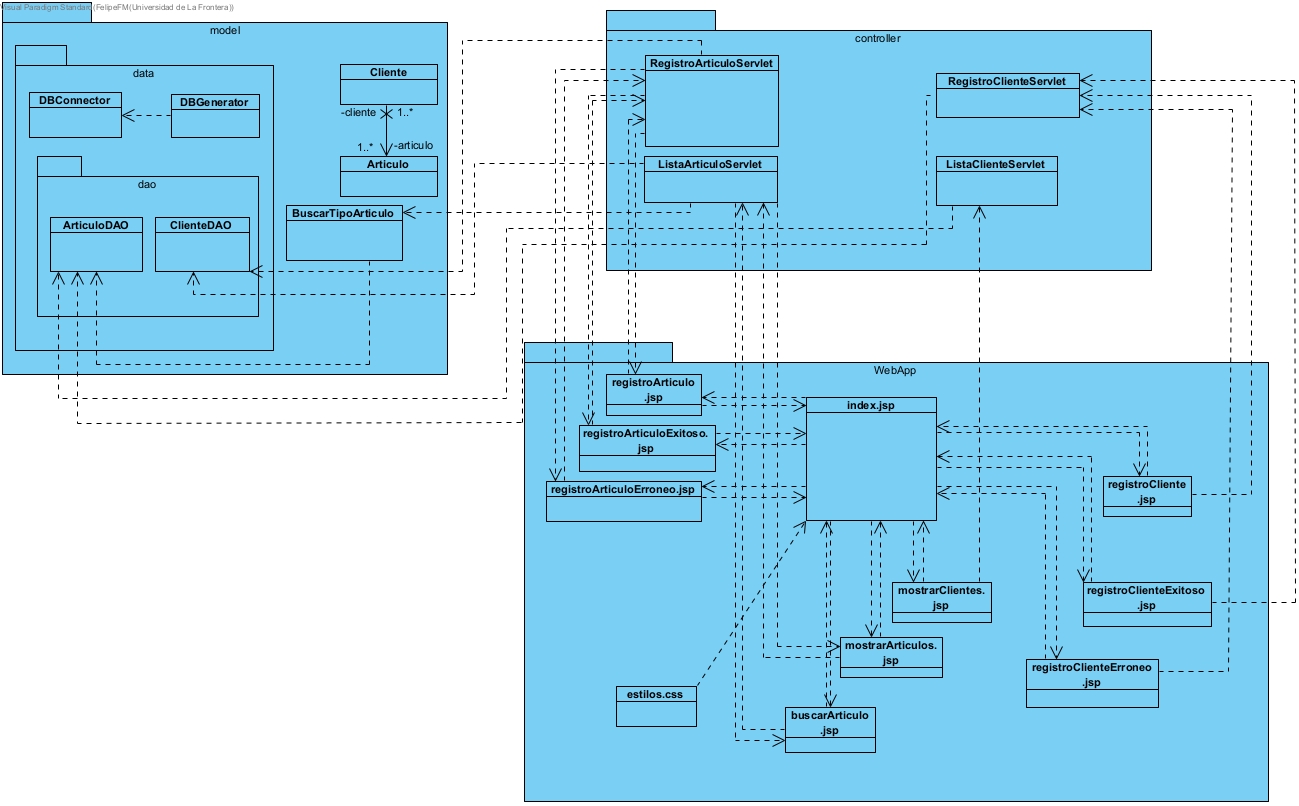 Visual Paradigm Standard(FelipeFM(Universidad de La Frontera))
model
data
DBConnector
DBGenerator
dao
ArticuloDAO
ClienteDAO
Cliente
-cliente
1..*
1..*
-articulo
Articulo
BuscarTipoArticulo
controller
RegistroArticuloServlet
RegistroClienteServlet
ListaArticuloServlet
ListaClienteServlet
WebApp
registroArticulo
.jsp
index.jsp
registroArticuloExitoso.
jsp
registroArticuloErroneo.jsp
registroCliente
.jsp
mostrarClientes.
jsp
registroClienteExitoso
.jsp
mostrarArticulos.
jsp
registroClienteErroneo
.jsp
estilos.css
buscarArticulo
.jsp